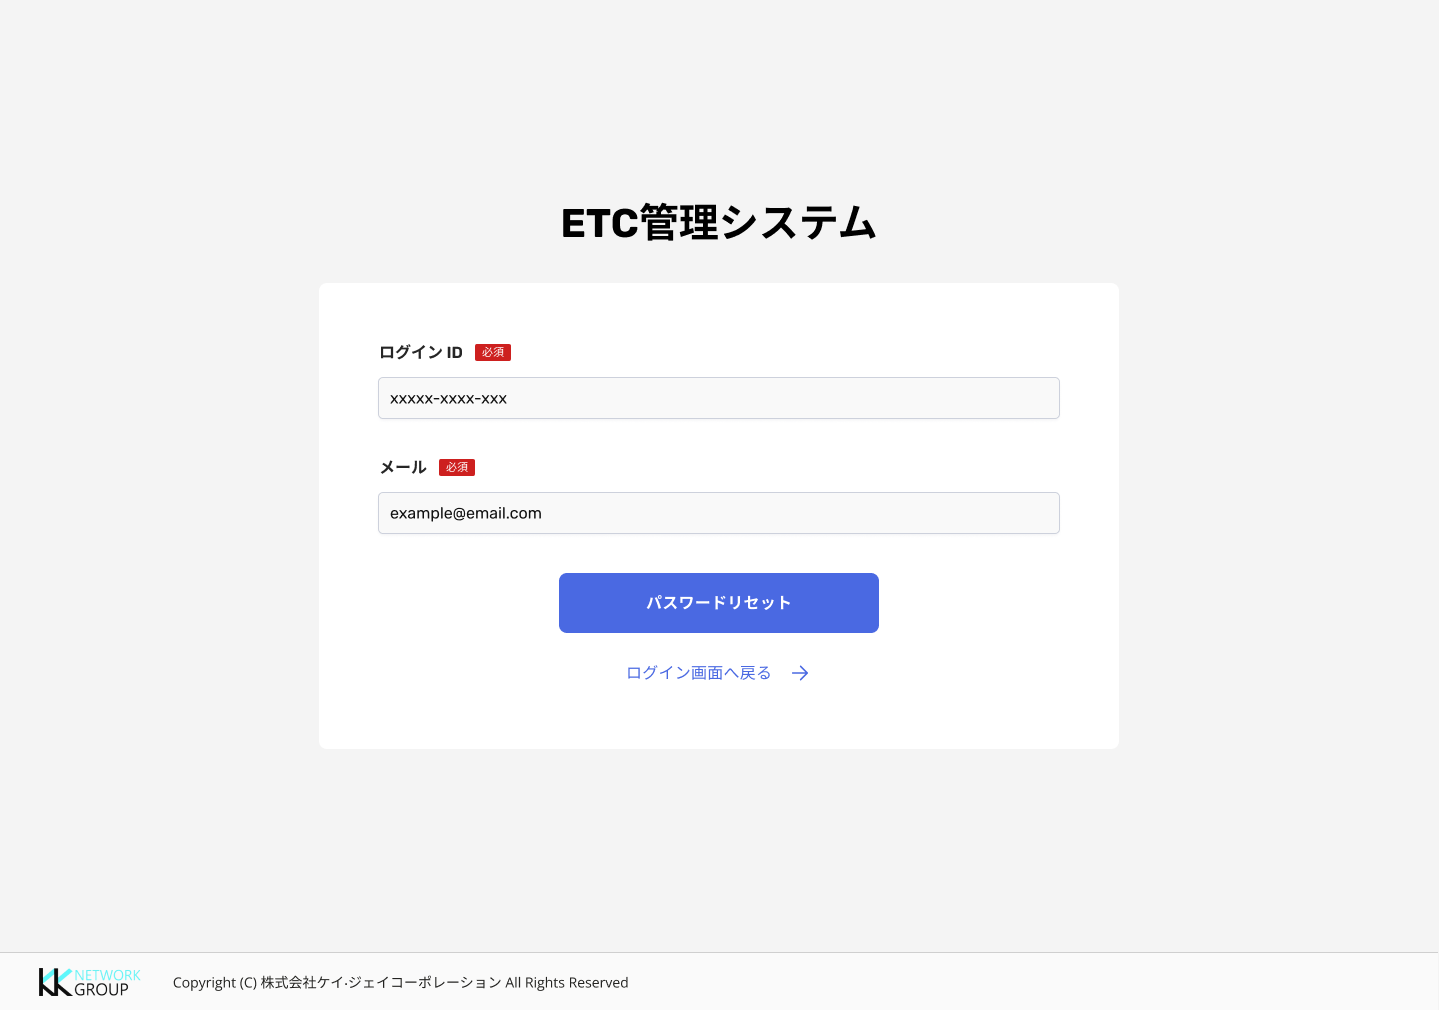 ETC管理システム
ログイン ID 必須
xxxxx-xxxx-xxx
メール 必須
example@email.com
パスワードリセット
ログイン画面へ戻る
KK NETWORK
GROUP
Copyright (C) 株式会社ケイ・ジェイコーポレーション All Rights Reserved